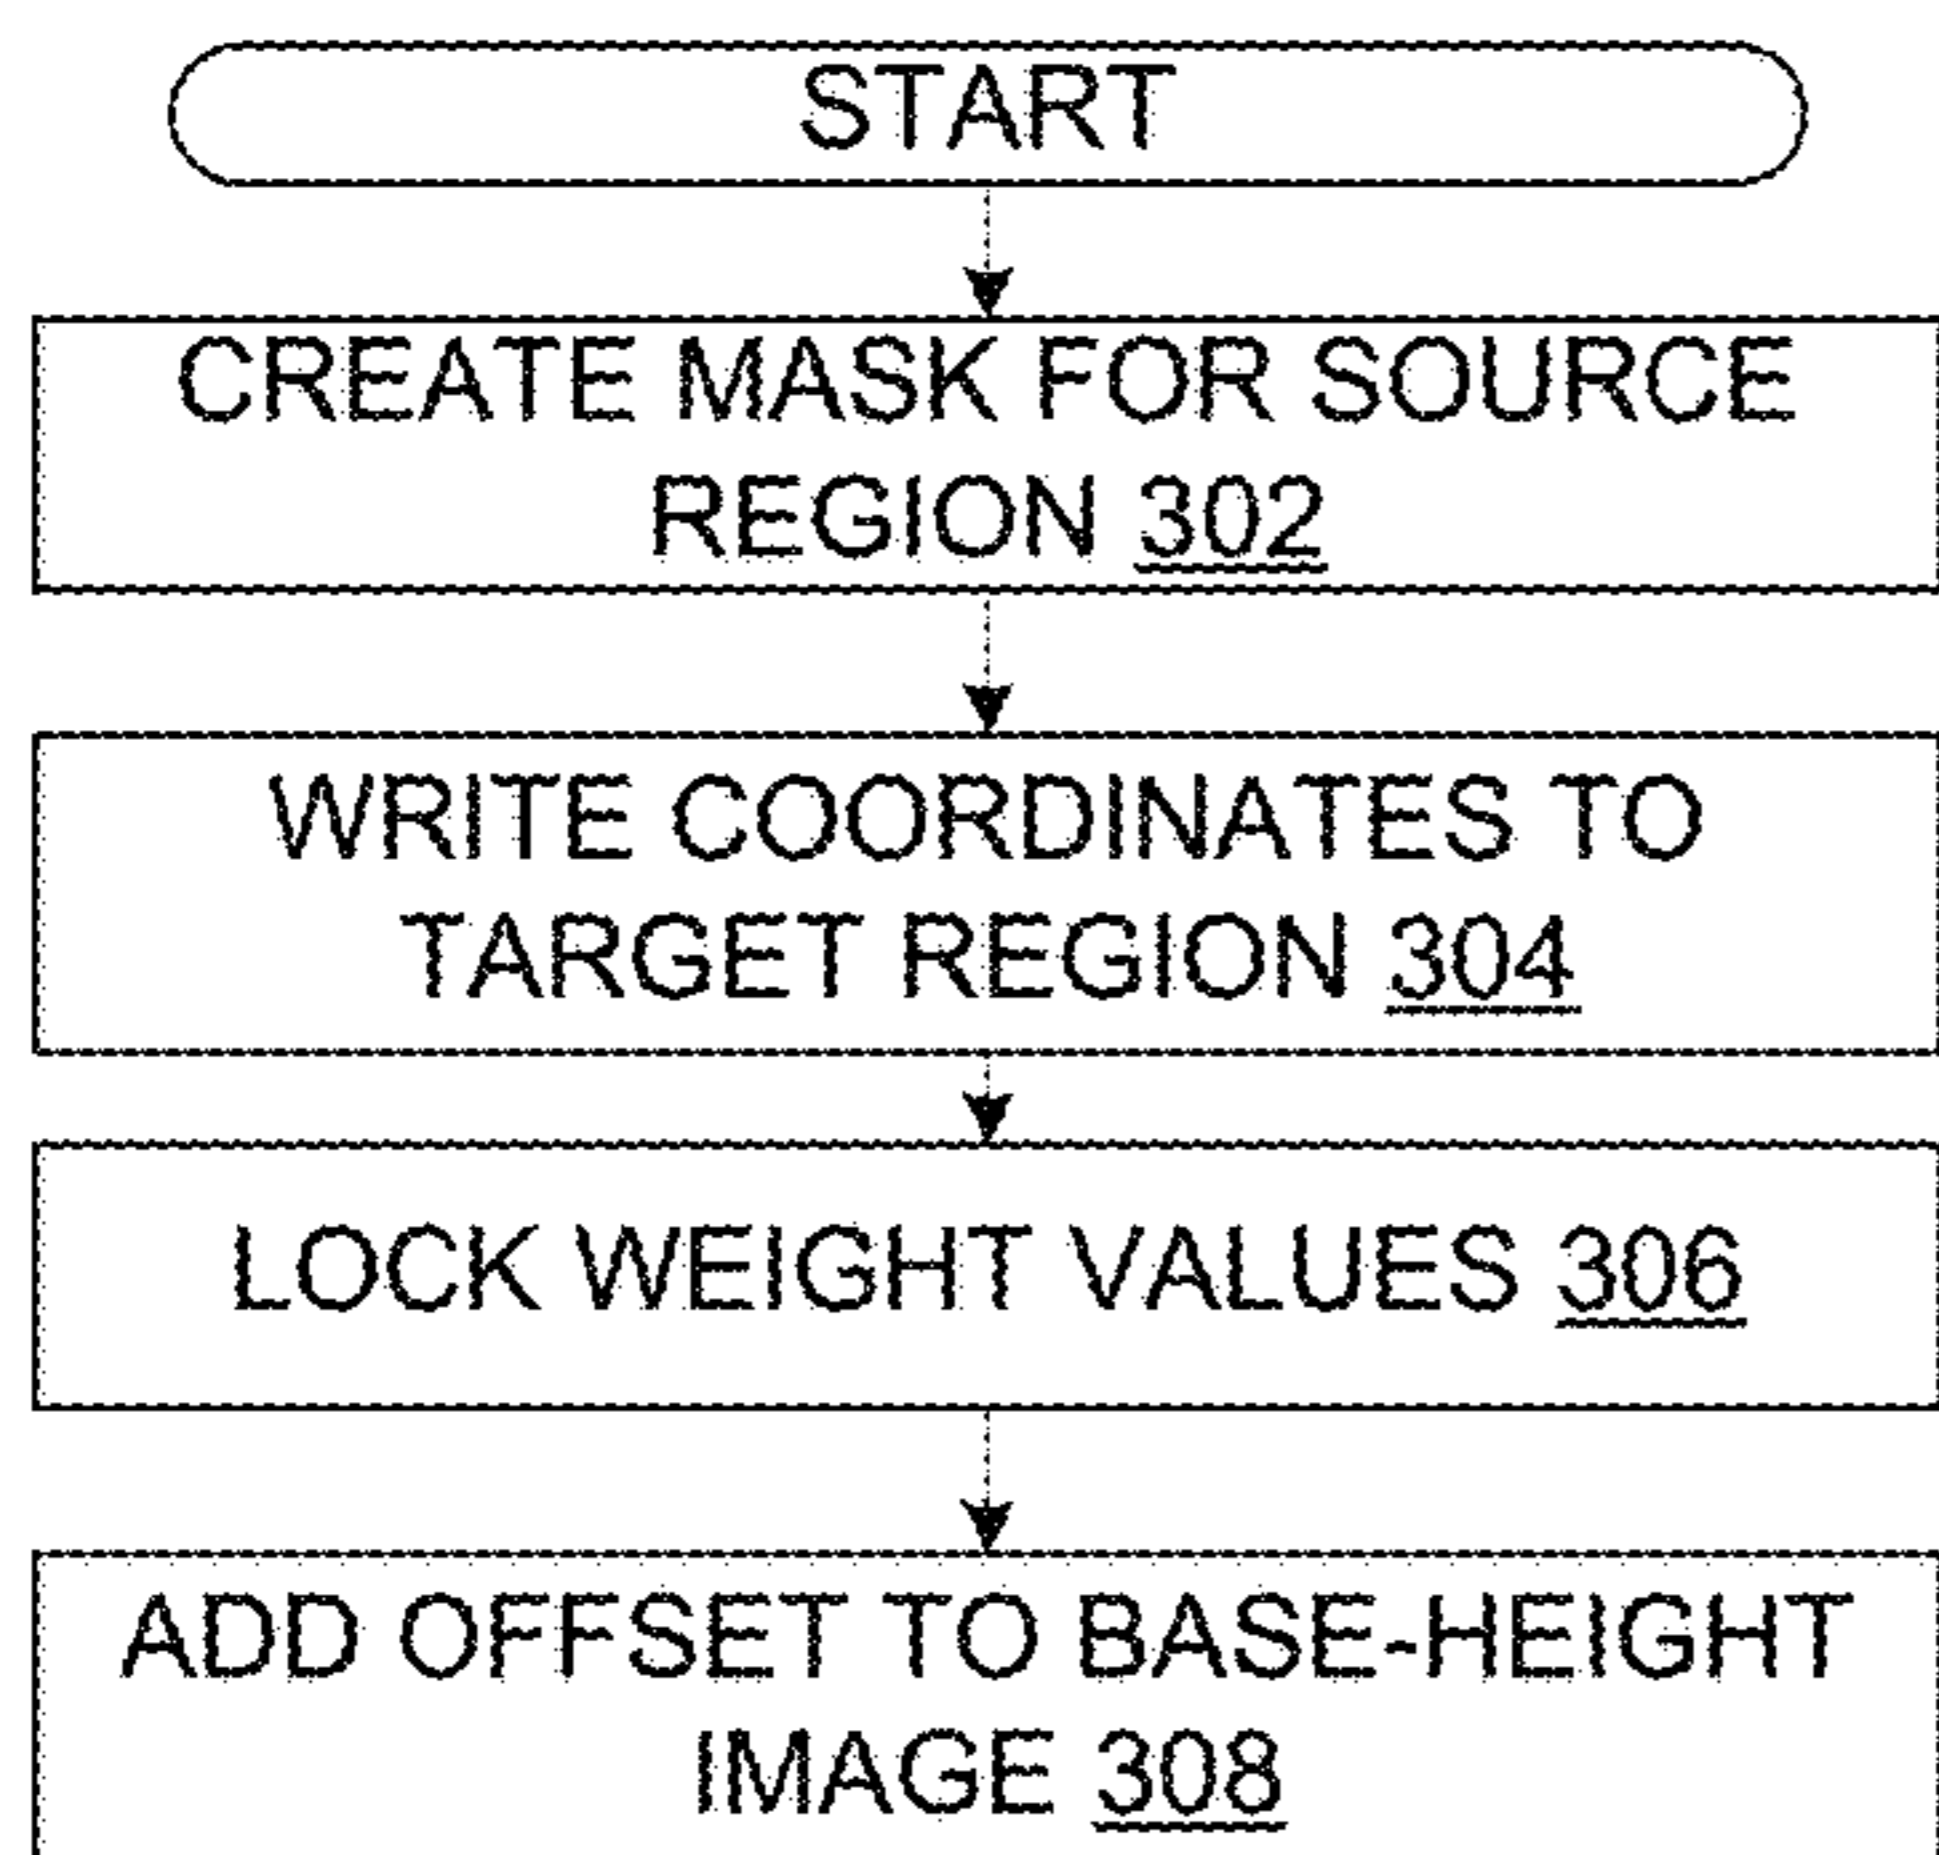 START
CREATE MASK FOR SOURCE
REGION 302
WRITE COORDINATES TO
TARGET REGION 304
LOCK WEIGHT VALUES 306
ADD OFFSET TO BASE-HEIGHT
IMAGE 308